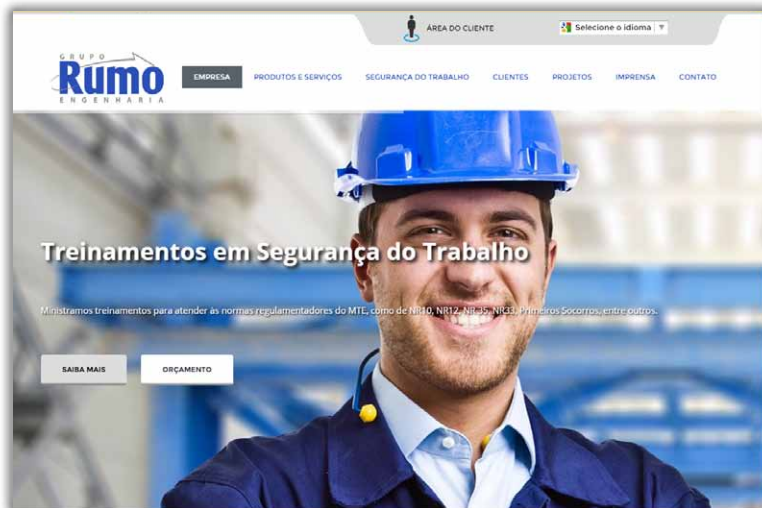 ÁREA DO CLIENTE
Selecione o idioma
GRUPO
Rumo
ENGENHARIA
EMPRESA
PRODUTOS E SERVIÇOS
SEGURANÇA DO TRABALHO
CLIENTES
PROJETOS
IMPRENSA
CONTATO
Treinamentos em Segurança do Trabalho
Ministramos treinamentos para atender às normas regulamentadores do MTE, como de NR10, NR12, NR 35, NR33, Primeiros Socorros, entre outros.
SAIBA MAIS
ORÇAMENTO